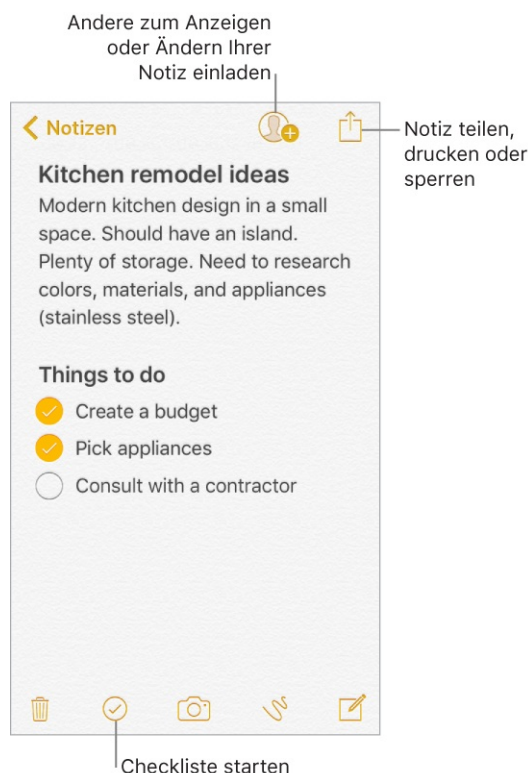 Andere zum Anzeigen
oder Ändern Ihrer
Notiz einladen
Notizen
Notiz teilen,
drucken oder
sperren
Kitchen remodel ideas
Modern kitchen design in a small
space. Should have an island.
Plenty of storage. Need to research
colors, materials, and appliances
(stainless steel).
Things to do
Create a budget
Pick appliances
Consult with a contractor
Checkliste starten